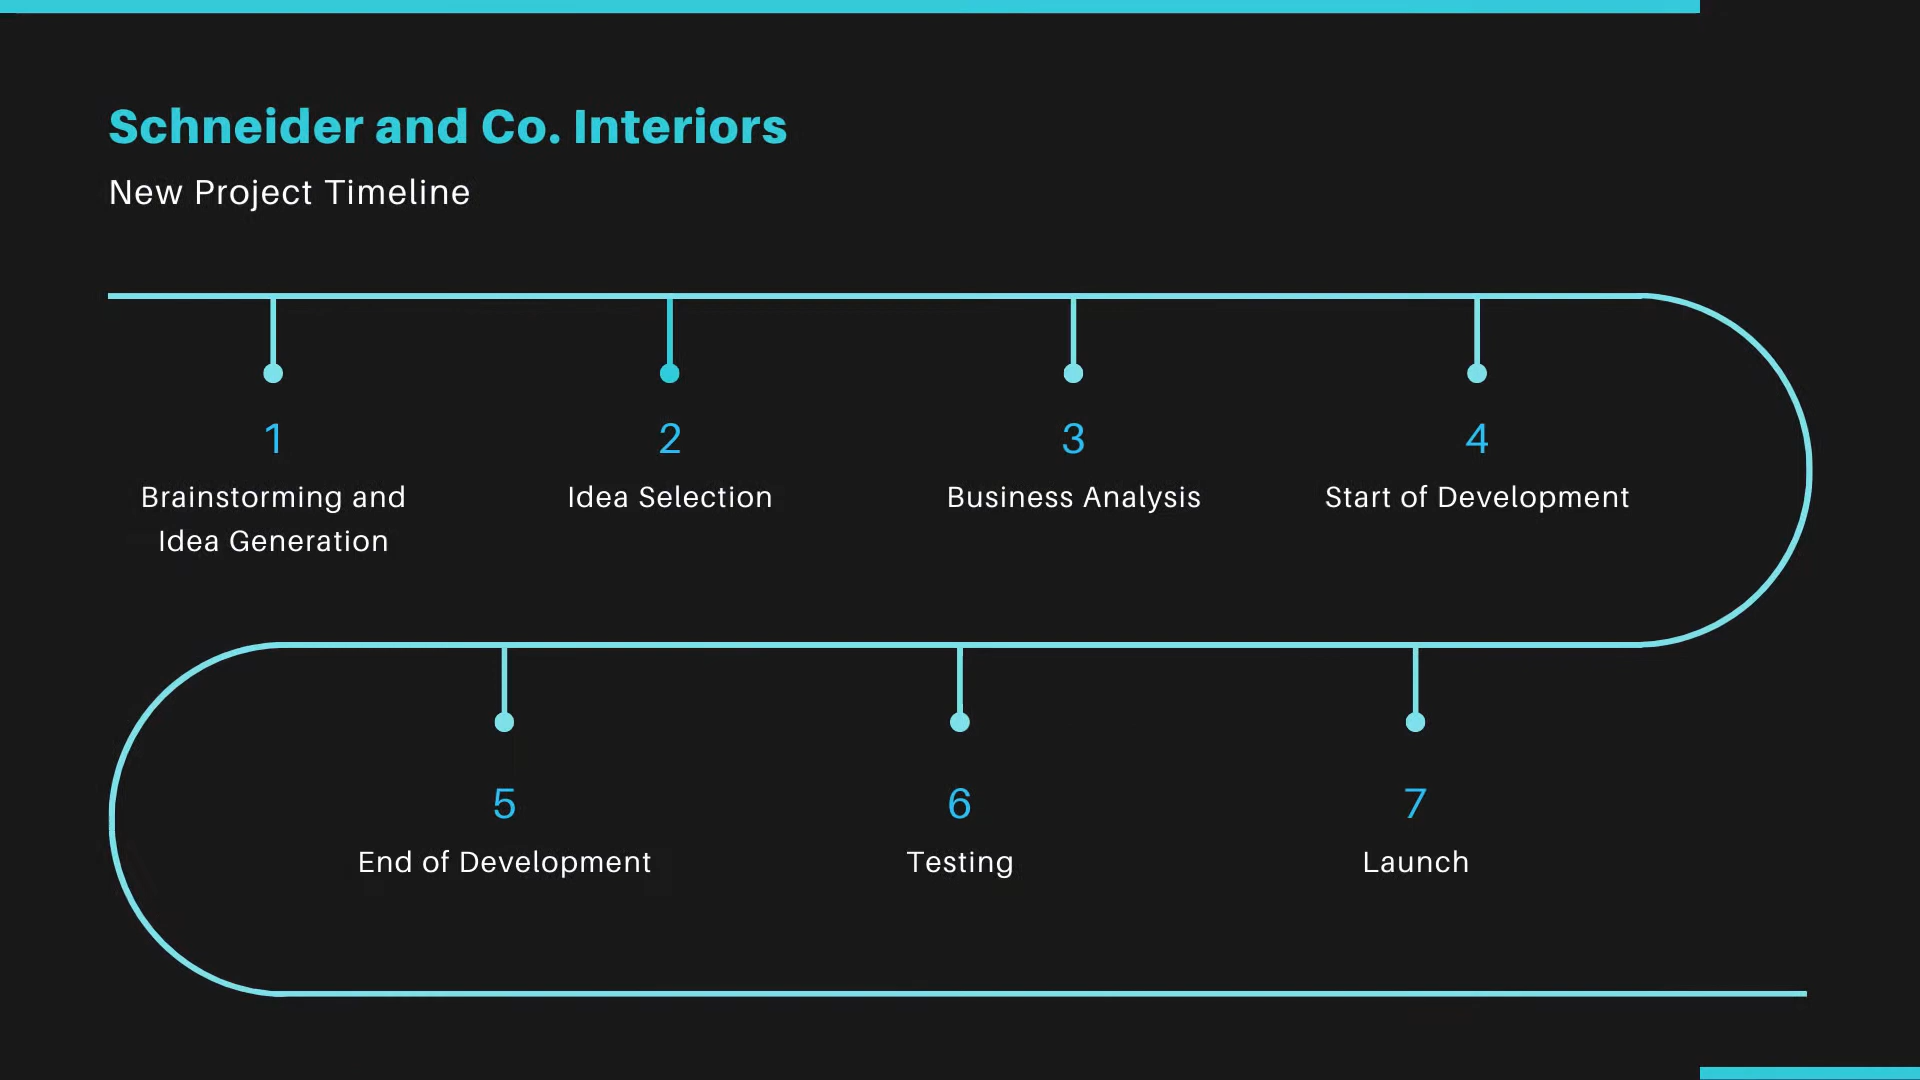 Schneider and Co. Interiors
New Project Timeline
1
Brainstorming and
Idea Generation
2
Idea Selection
3
Business Analysis
4
Start of Development
5
End of Development
6
Testing
7
Launch